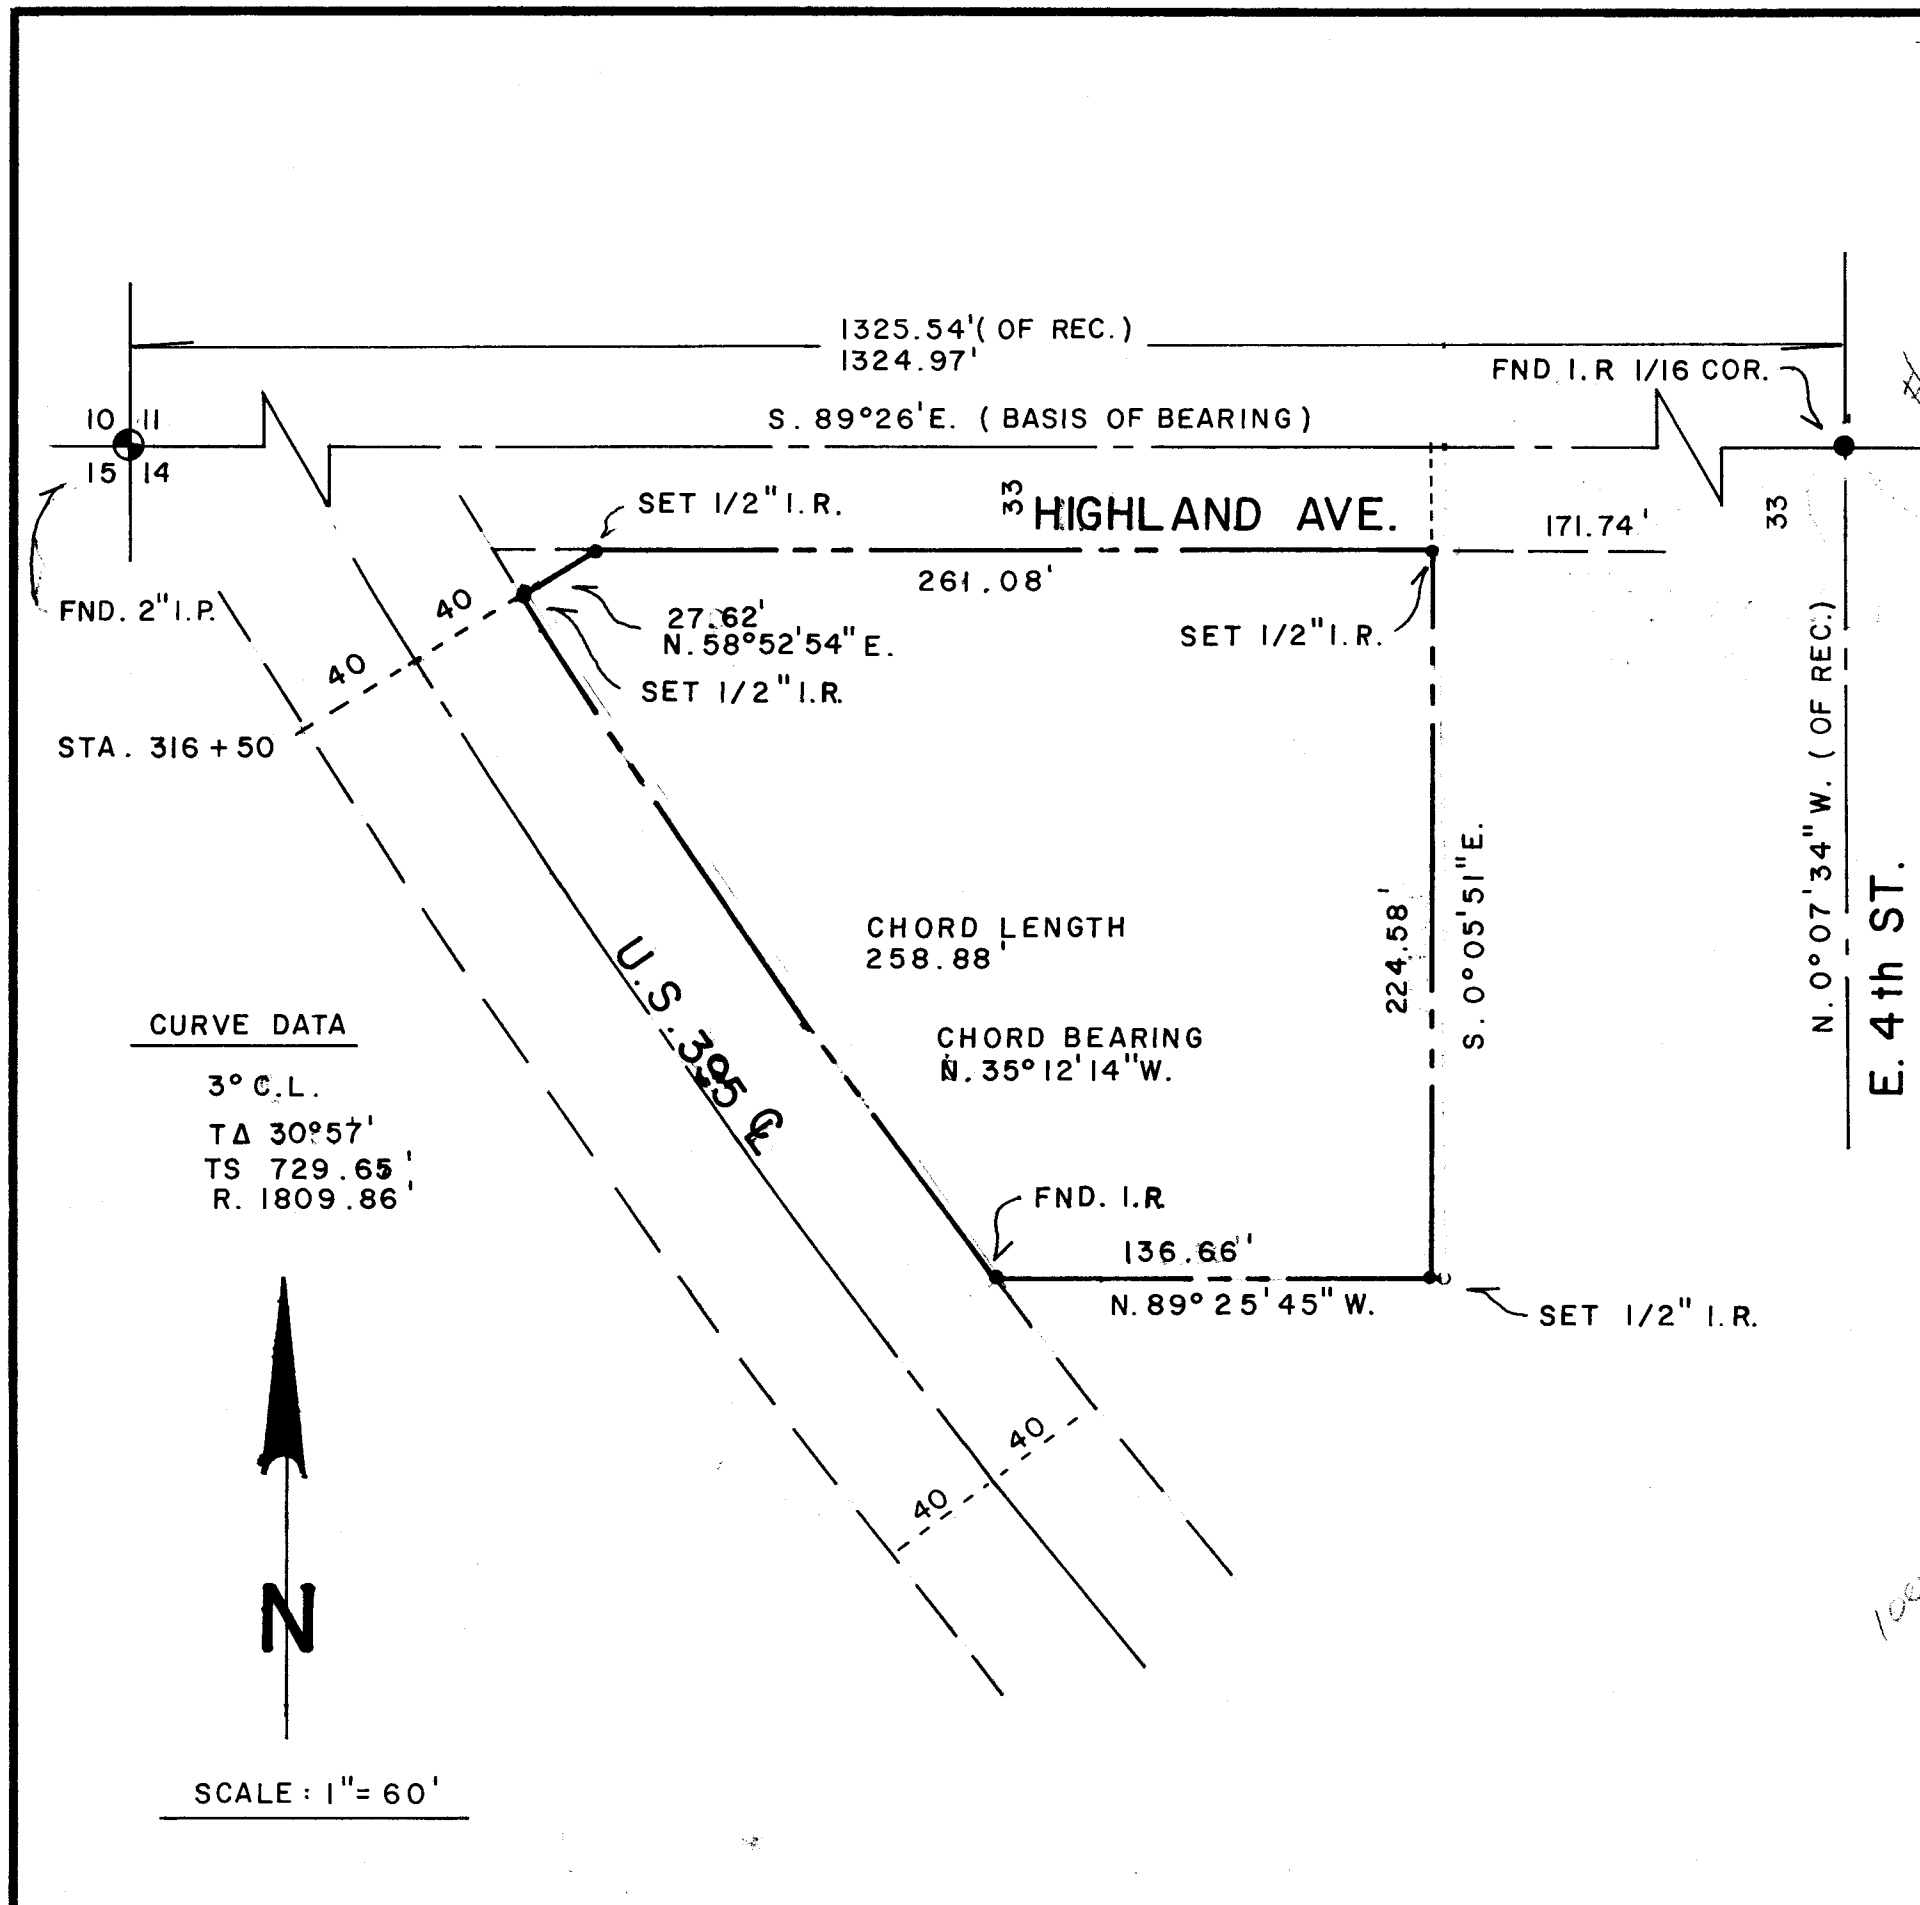 1325.54' ( OF REC. )
1324.97'
FND I.R 1/16 COR.
S. 89°26' E. ( BASIS OF BEARING )
10 11
15 14
FND. 2" I.P.
SET 1/2" I.R.
33
HIGHLAND AVE.
171.74'
33
261.08'
40
27.62'
N. 58°52'54" E.
SET 1/2" I.R.
SET 1/2" I.R.
40
STA. 316 + 50
N. 0°07'34" W. ( OF REC.)
E. 4th ST.
224.58'
S. 0°05'51" E.
CHORD LENGTH
258.88'
U.S. 395 ℄
CHORD BEARING
N. 35°12'14" W.
CURVE DATA
3° C.L.
T∆ 30°57'
TS 729.65'
R. 1809.86'
FND. I.R.
136.66'
N. 89°25'45" W.
SET 1/2" I.R.
40
40
N
SCALE : 1" = 60'